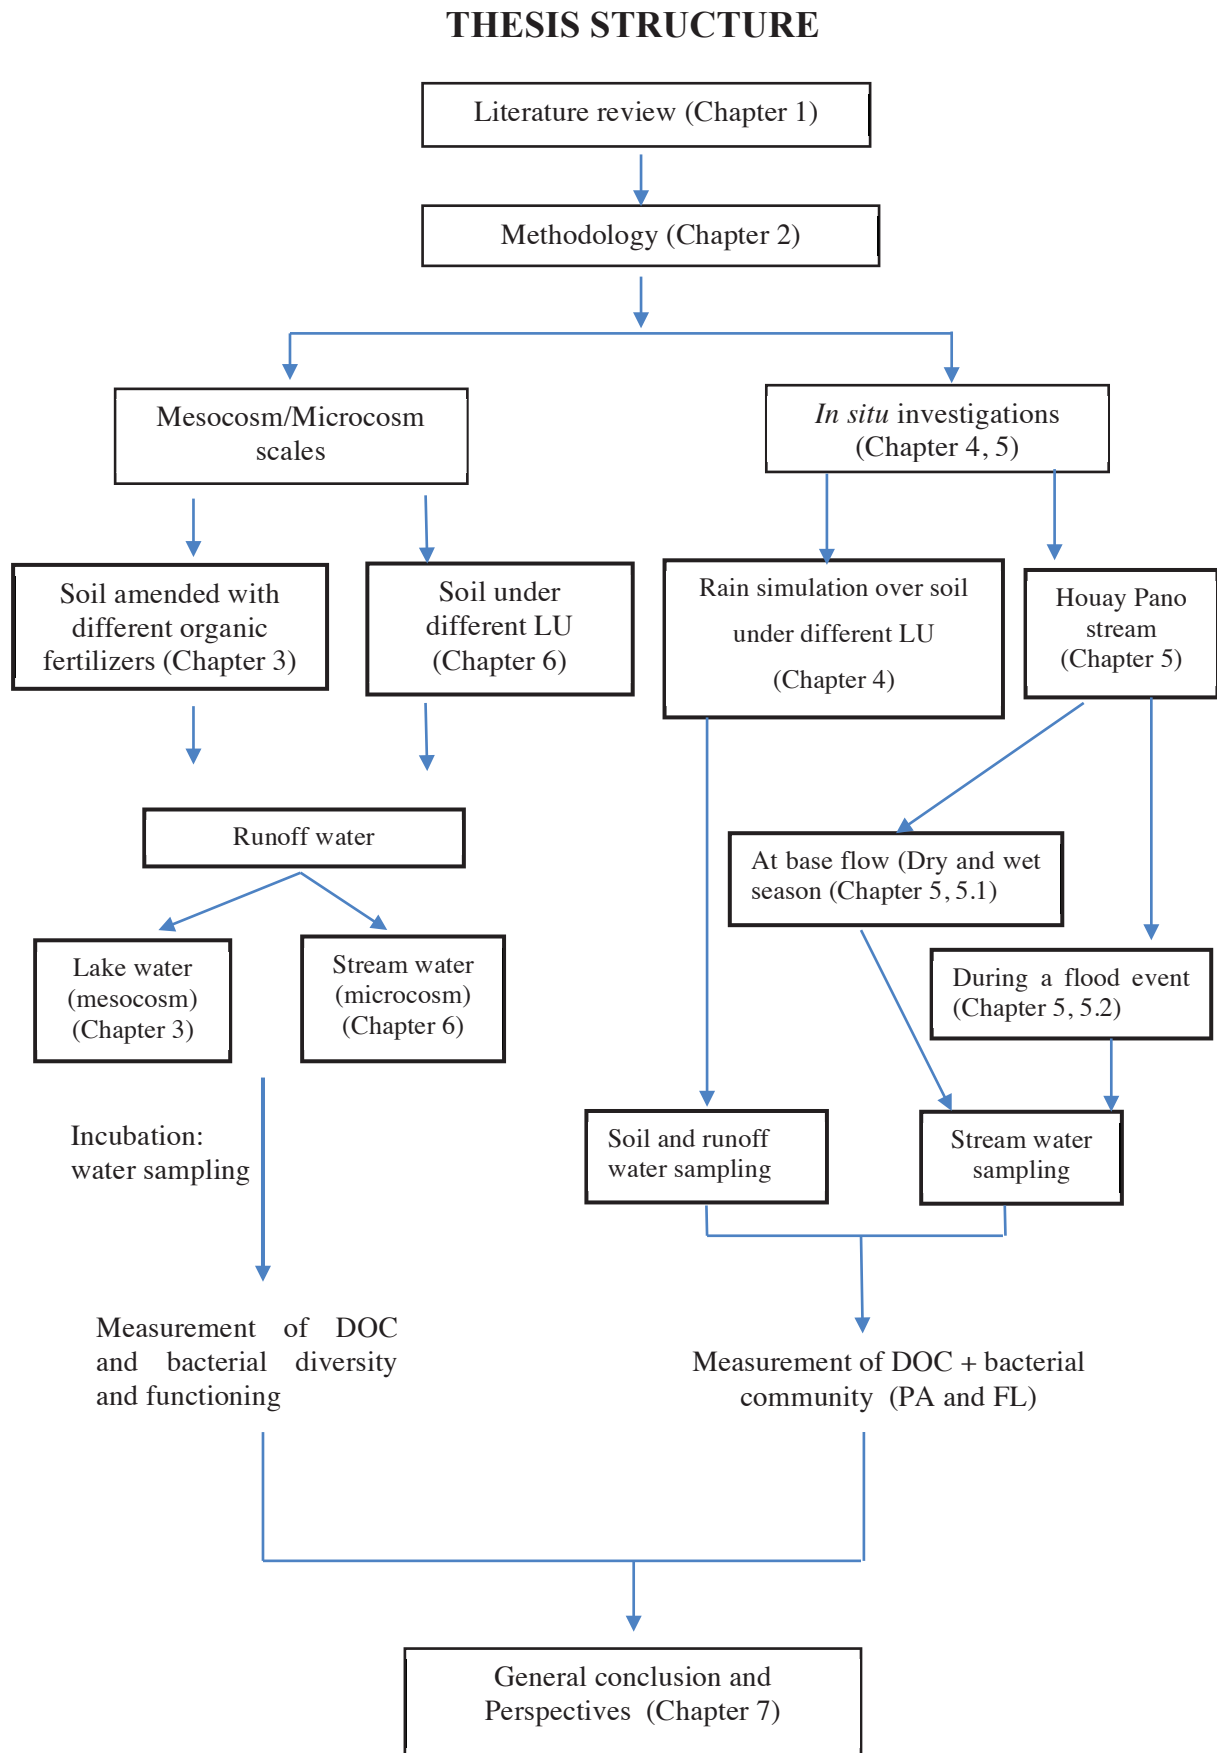 THESIS STRUCTURE
Literature review (Chapter 1)
Methodology (Chapter 2)
Mesocosm/Microcosm
scales
In situ investigations
(Chapter 4, 5)
Soil amended with
different organic
fertilizers (Chapter 3)
Soil under
different LU
(Chapter 6)
Rain simulation over soil
under different LU
(Chapter 4)
Houay Pano
stream
(Chapter 5)
Runoff water
At base flow (Dry and wet
season (Chapter 5, 5.1)
Lake water
(mesocosm)
(Chapter 3)
Stream water
(microcosm)
(Chapter 6)
During a flood event
(Chapter 5, 5.2)
Incubation:
water sampling
Soil and runoff
water sampling
Stream water
sampling
Measurement of DOC
and bacterial diversity
and functioning
Measurement of DOC + bacterial
community (PA and FL)
General conclusion and
Perspectives (Chapter 7)